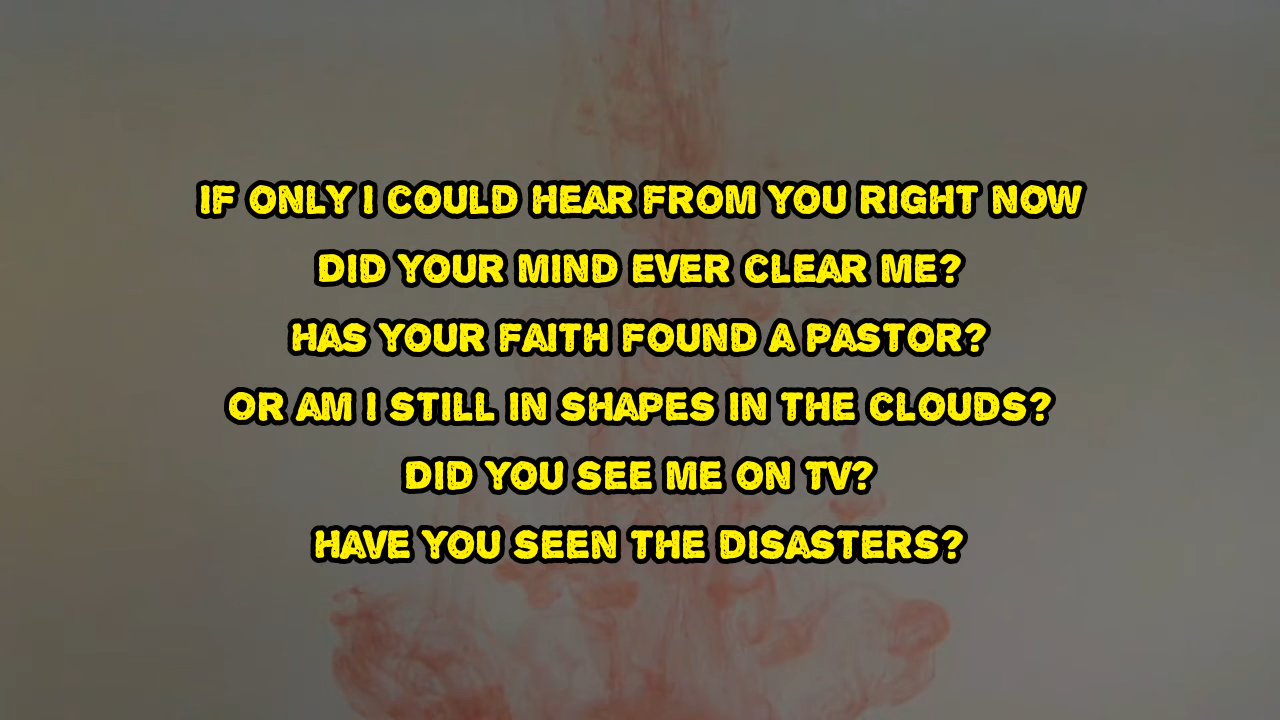 IF ONLY I COULD HEAR FROM YOU RIGHT NOW
DID YOUR MIND EVER CLEAR ME?
HAS YOUR FAITH FOUND A PASTOR?
OR AM I STILL IN SHAPES IN THE CLOUDS?
DID YOU SEE ME ON TV?
HAVE YOU SEEN THE DISASTERS?